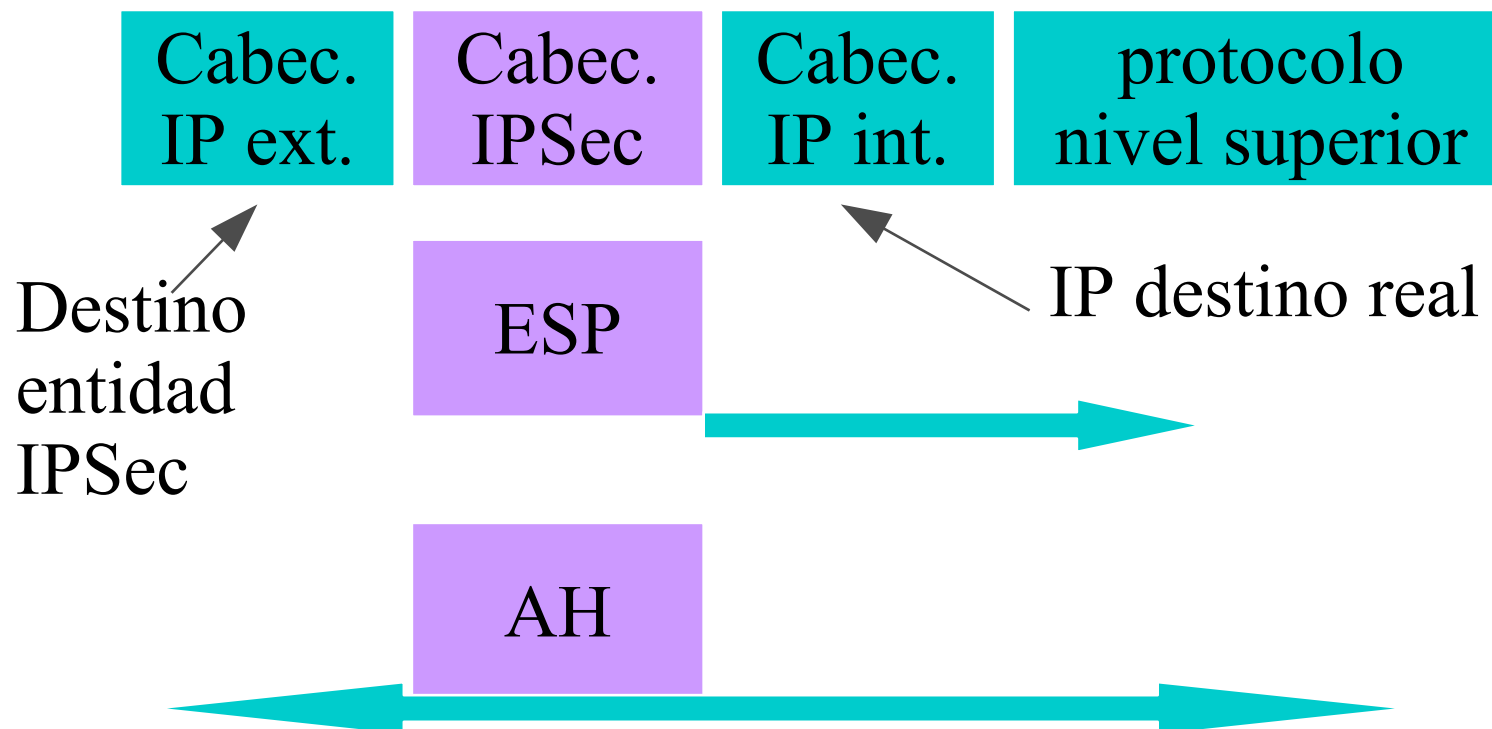 Cabec.
IP ext.
Cabec.
IPSec
Cabec.
IP int.
protocolo
nivel superior
Destino
entidad
IPSec
ESP
IP destino real
AH